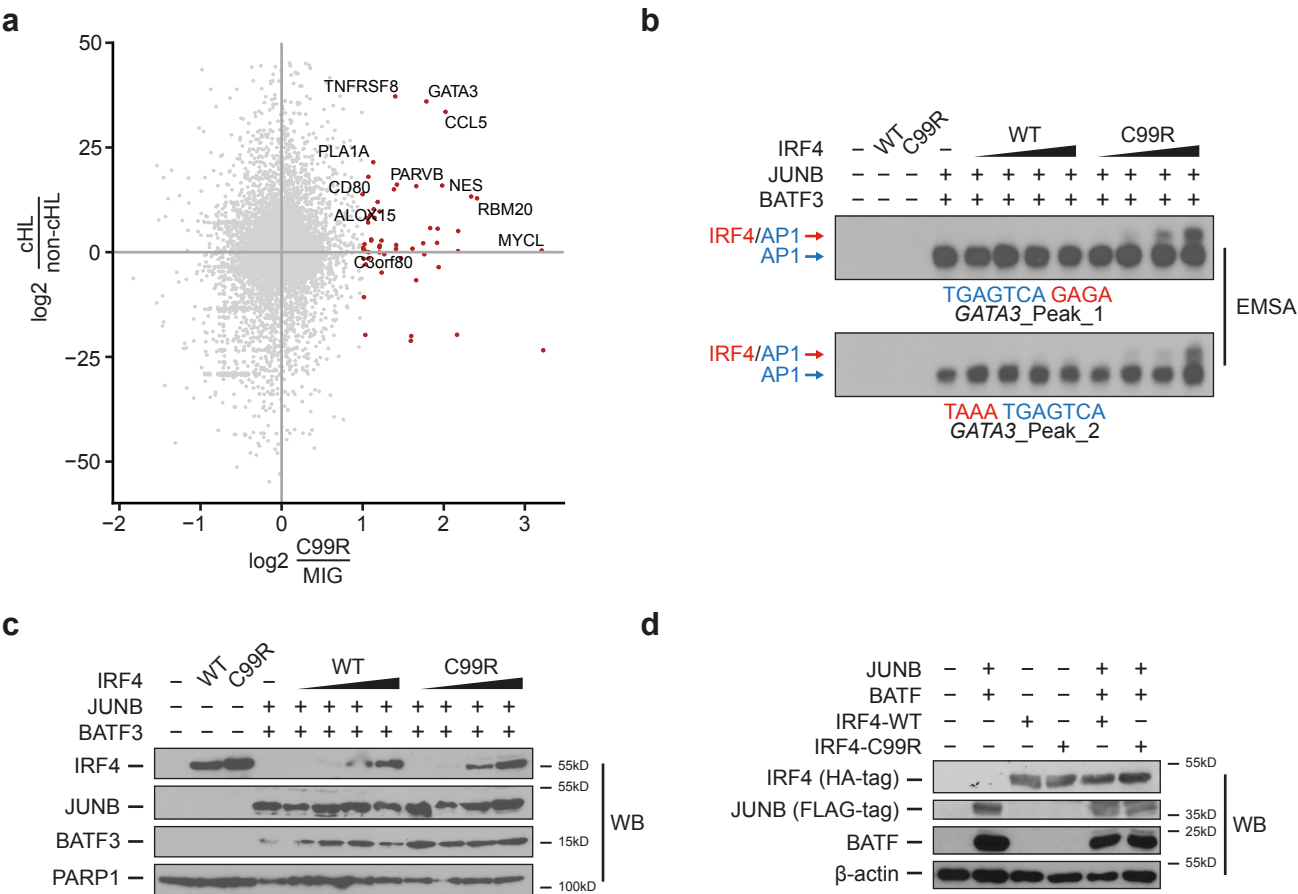 a
50
25
0
−25
−50
log2 cHL
non-cHL
−2 −1 0 1 2 3
log2 C99R
MIG
TNFRSF8
GATA3
CCL5
PLA1A
PARVB
CD80
NES
RBM20
ALOX15
MYCL
C3orf80
b
IRF4 – WT C99R – WT C99R
JUNB – – – + + + + + + + + +
BATF3 – – – + + + + + + + + +
IRF4/AP1
AP1
TGAGTCA GAGA
GATA3_Peak_1
IRF4/AP1
AP1
TAAA TGAGTCA
GATA3_Peak_2
EMSA
c
IRF4 – WT C99R – WT C99R
JUNB – – – + + + + + + + + +
BATF3 – – – + + + + + + + + +
IRF4 – – 55kD
– 55kD
JUNB –
BATF3 – – 15kD
PARP1 – – 100kD
WB
d
JUNB – + – – + +
BATF – + – – + +
IRF4-WT – – + – + –
IRF4-C99R – – – + – +
– 55kD
IRF4 (HA-tag) –
JUNB (FLAG-tag) – – 35kD
– 25kD
BATF –
– 55kD
β-actin –
WB